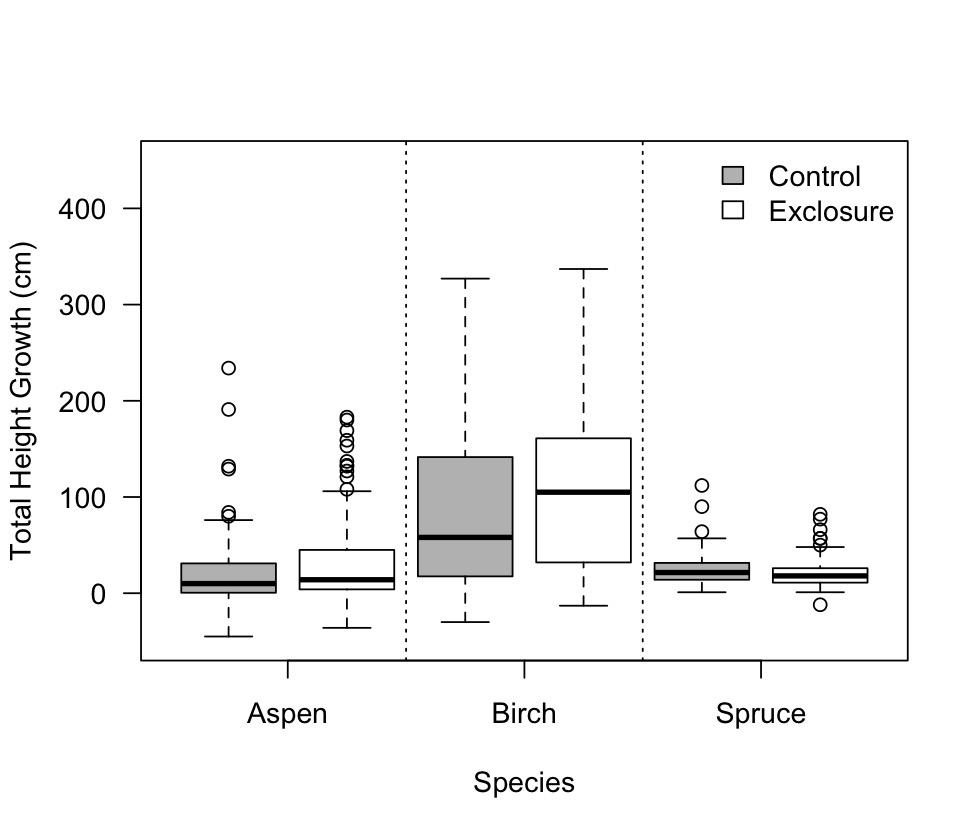 Control
Exclosure
400
300
200
100
0
Total Height Growth (cm)
Aspen Birch Spruce
Species